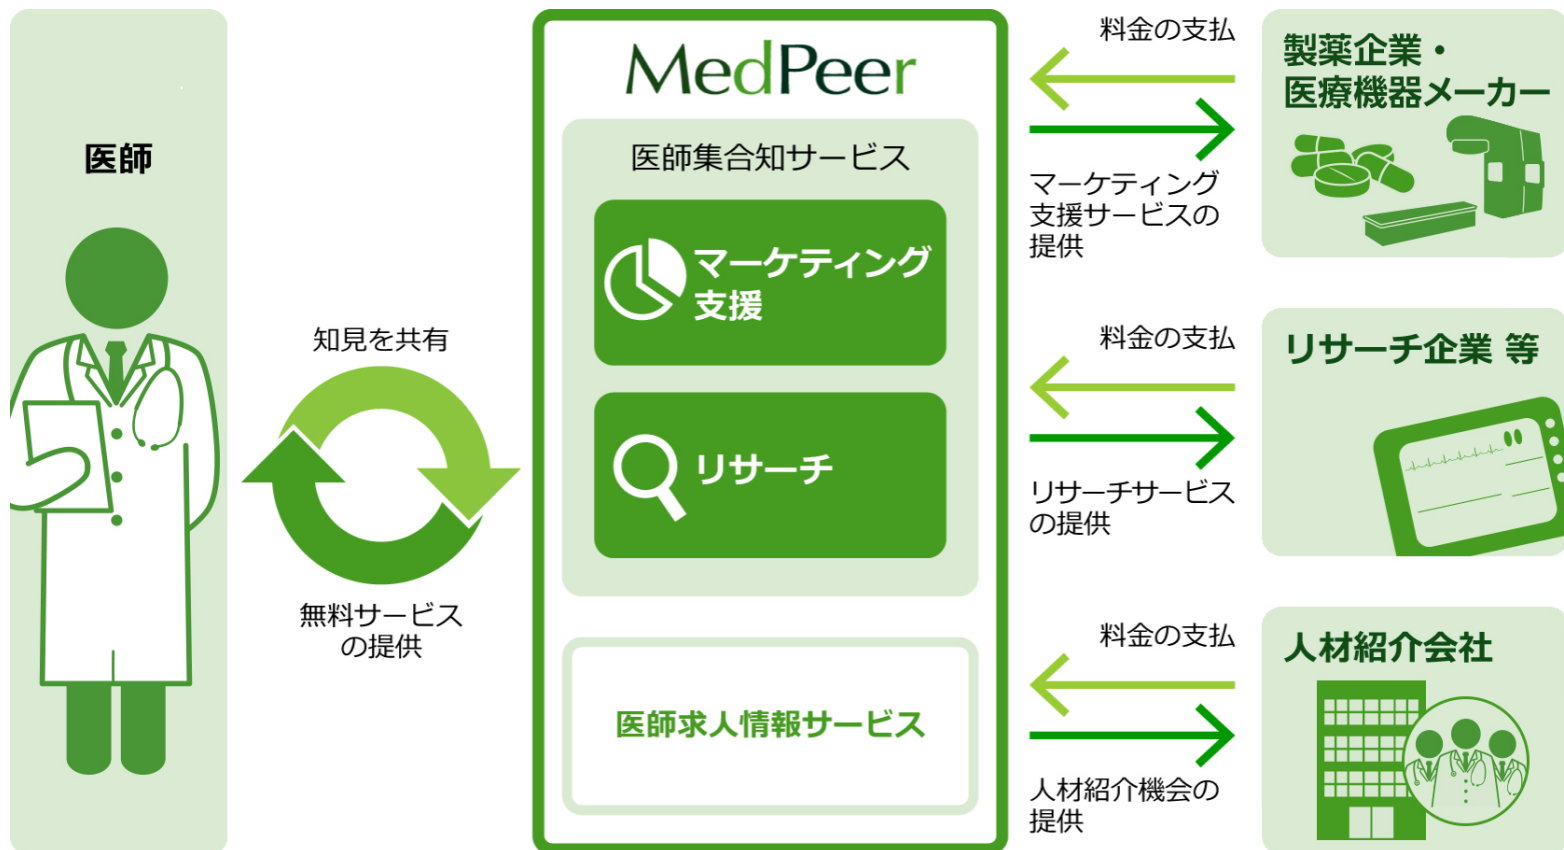 医師
知見を共有
無料サービス
の提供
MedPeer
医師集合知サービス
マーケティング
支援
リサーチ
医師求人情報サービス
料金の支払
マーケティング
支援サービスの
提供
製薬企業・
医療機器メーカー
料金の支払
リサーチサービス
の提供
リサーチ企業 等
料金の支払
人材紹介機会の
提供
人材紹介会社